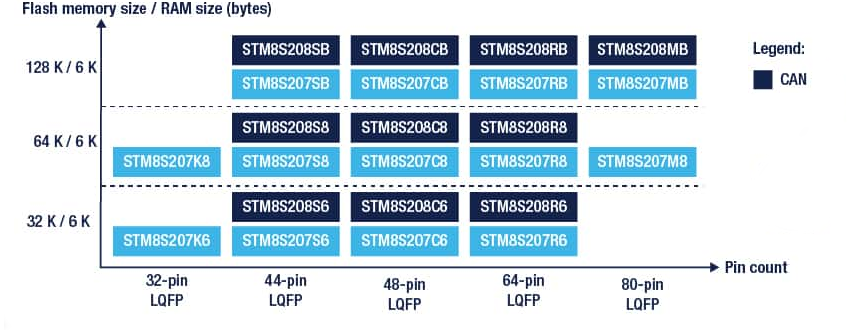 Flash memory size / RAM size (bytes)
STM8S208SB STM8S208CB STM8S208RB STM8S208MB
Legend:
128 K / 6 K
STM8S207SB STM8S207CB STM8S207RB STM8S207MB
CAN
STM8S208S8 STM8S208C8 STM8S208R8
64 K / 6 K
STM8S207K8 STM8S207S8 STM8S207C8 STM8S207R8 STM8S207M8
STM8S208S6 STM8S208C6 STM8S208R6
32 K / 6 K
STM8S207K6 STM8S207S6 STM8S207C6 STM8S207R6
Pin count
32-pin 44-pin 48-pin 64-pin 80-pin
LQFP LQFP LQFP LQFP LQFP